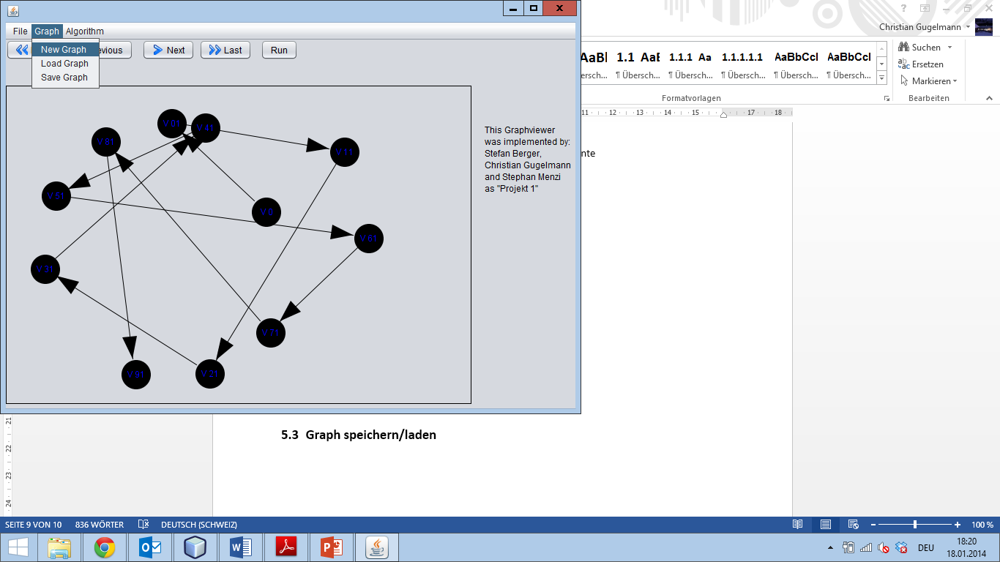 Christian Gugelmann
File Graph Algorithm
New Graph
Load Graph
Save Graph
evious
Next
Last
Run
V 01
V 41
V 81
V 11
V 51
V 0
V 61
V 31
V 71
V 91
V 21
This Graphviewer
was implemented by:
Stefan Berger,
Christian Gugelmann
and Stephan Menzi
as "Projekt 1"
AaBl 1.1 AaE 1.1.1 Aa 1.1.1.1.1 AaBbCcI AaBbCcI
bersch... ¶ Übersch... ¶ Übersch... ¶ Übersch... ¶ Übersch... ¶ Übersch...
Formatvorlagen
Suchen
Ersetzen
Markieren
Bearbeiten
11 12 13 14 15 17 18
nte
5.3 Graph speichern/laden
21
22
23
24
SEITE 9 VON 10 836 WÖRTER DEUTSCH (SCHWEIZ)
100 %
DEU
18:20
18.01.2014